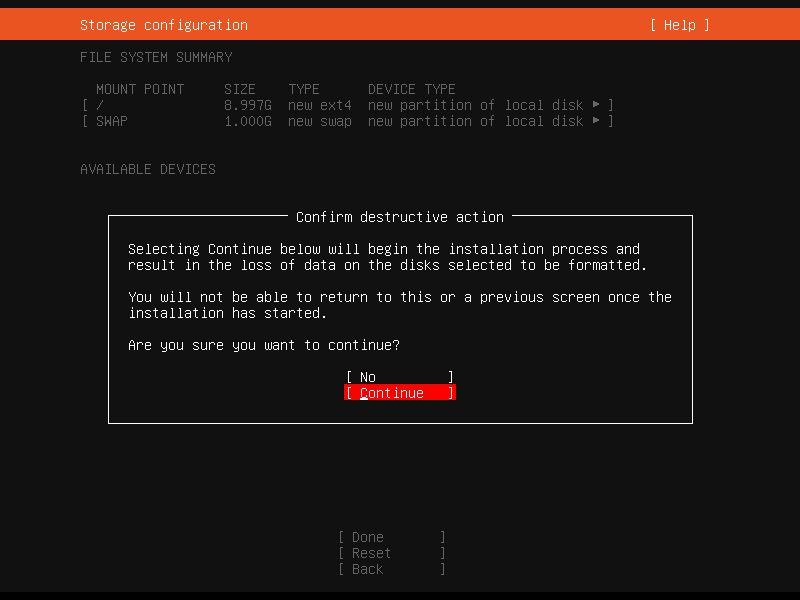 Storage configuration [ Help ]
FILE SYSTEM SUMMARY
MOUNT POINT SIZE TYPE DEVICE TYPE
[ / 8.997G new ext4 new partition of local disk ▸ ]
[ SWAP 1.000G new swap new partition of local disk ▸ ]
AVAILABLE DEVICES
Confirm destructive action
Selecting Continue below will begin the installation process and
result in the loss of data on the disks selected to be formatted.
You will not be able to return to this or a previous screen once the
installation has started.
Are you sure you want to continue?
[ No ]
[ Continue ]
[ Done ]
[ Reset ]
[ Back ]